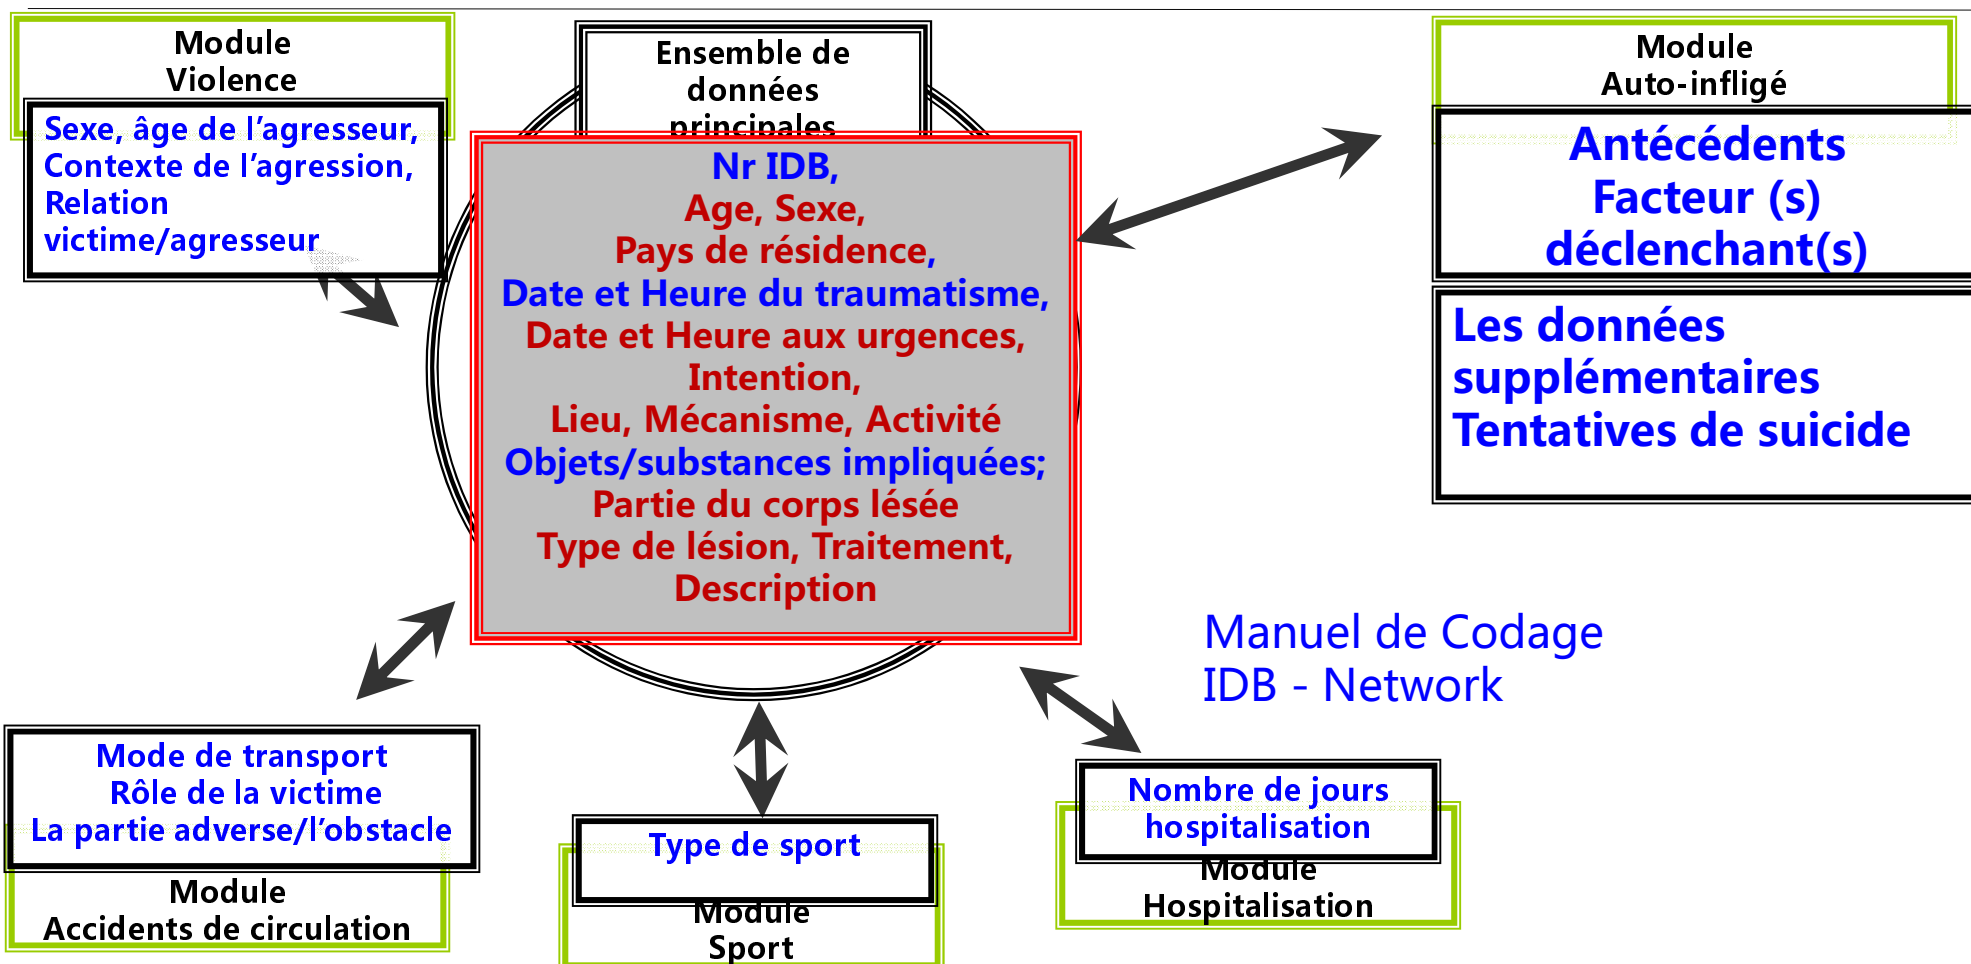 Module
Violence
Sexe, âge de l’agresseur,
Contexte de l’agression,
Relation
victime/agresseur
Ensemble de
données
principales
Nr IDB,
Age, Sexe,
Pays de résidence,
Date et Heure du traumatisme,
Date et Heure aux urgences,
Intention,
Lieu, Mécanisme, Activité
Objets/substances impliquées;
Partie du corps lésée
Type de lésion, Traitement,
Description
Module
Auto-infligé
Antécédents
Facteur (s)
déclenchant(s)
Les données
supplémentaires
Tentatives de suicide
Manuel de Codage
IDB - Network
Mode de transport
Rôle de la victime
La partie adverse/l’obstacle
Module
Accidents de circulation
Type de sport
Module
Sport
Nombre de jours
hospitalisation
Module
Hospitalisation